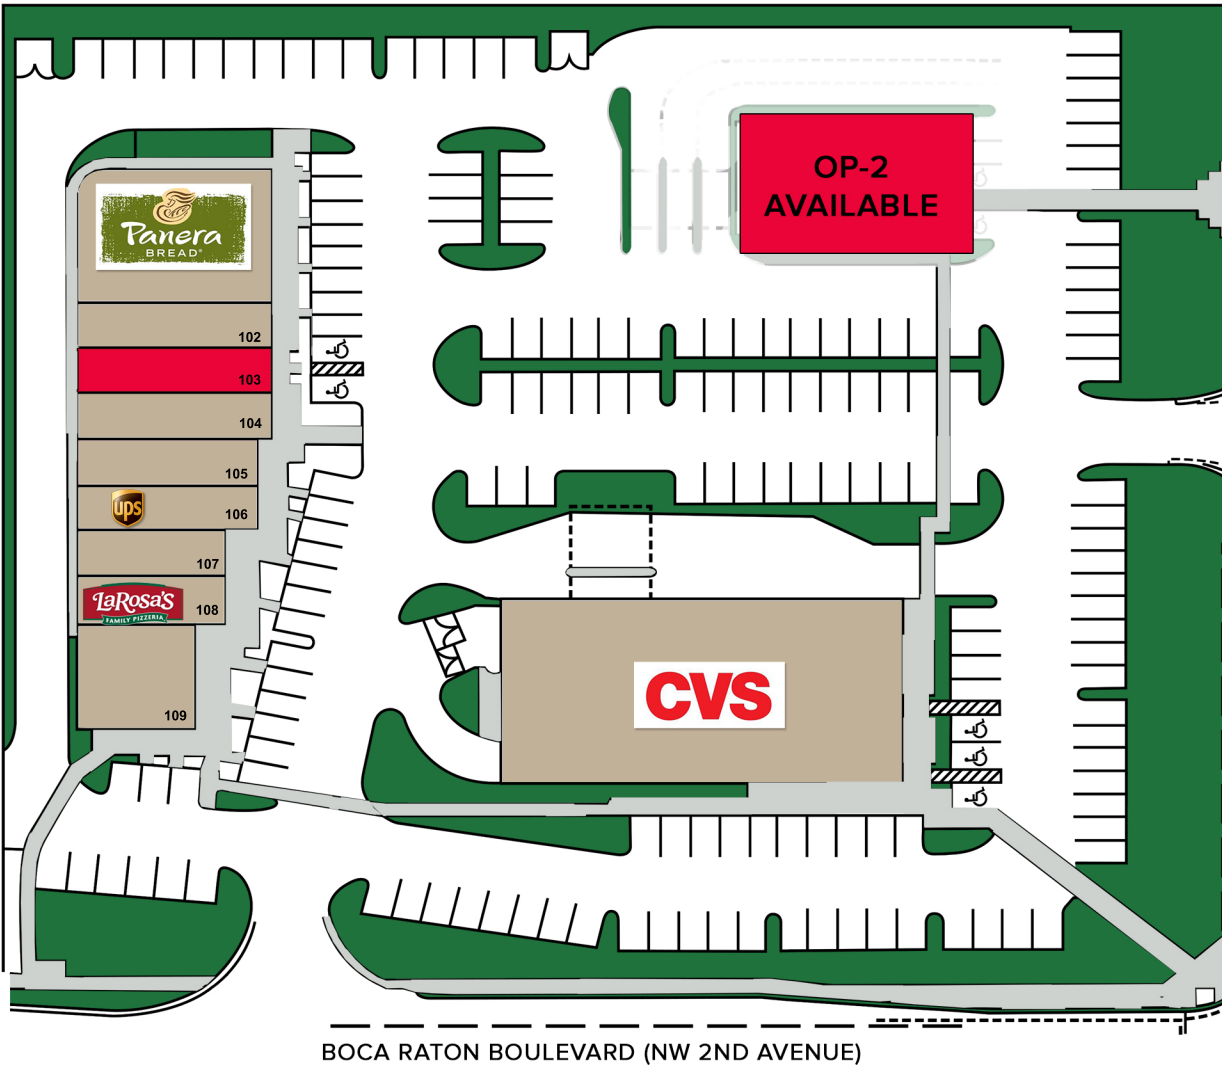 OP-2
AVAILABLE
Panera
BREAD®
102
103
104
105
ups
106
107
LaRosa's
FAMILY PIZZERIA
108
CVS
109
BOCA RATON BOULEVARD (NW 2ND AVENUE)